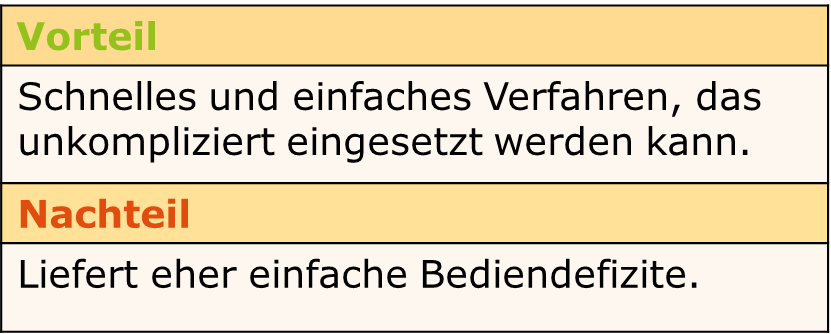 Vorteil
Schnelles und einfaches Verfahren, das
unkompliziert eingesetzt werden kann.
Nachteil
Liefert eher einfache Bediendefizite.